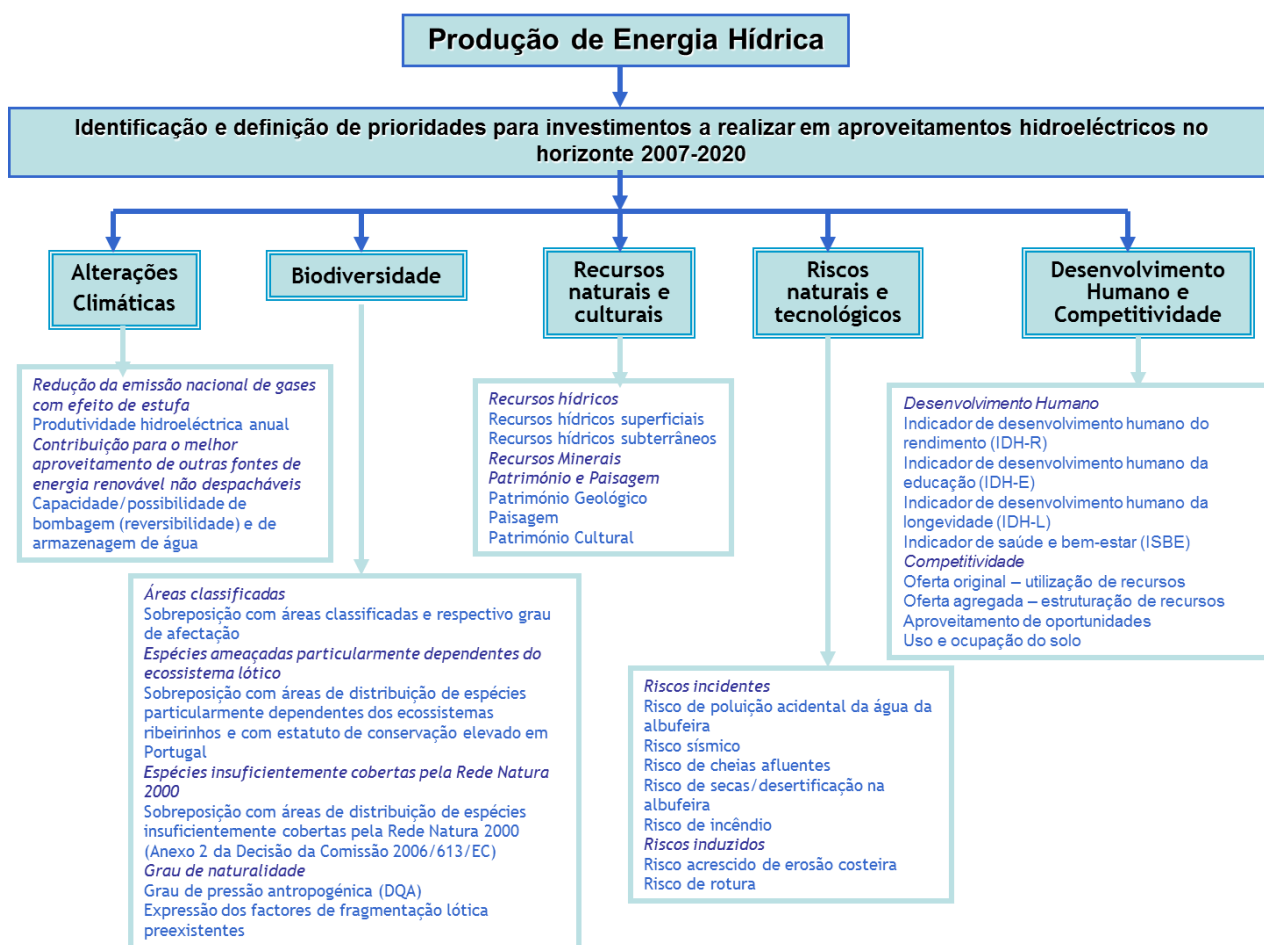 Produção de Energia Hídrica
Identificação e definição de prioridades para investimentos a realizar em aproveitamentos hidroeléctricos no
horizonte 2007-2020
Alterações
Climáticas
Biodiversidade
Recursos
naturais e
culturais
Riscos
naturais e
tecnológicos
Desenvolvimento
Humano e
Competitividade
Redução da emissão nacional de gases
com efeito de estufa
Produtividade hidroeléctrica anual
Contribuição para o melhor
aproveitamento de outras fontes de
energia renovável não despacháveis
Capacidade/possibilidade de
bombagem (reversibilidade) e de
armazenagem de água
Áreas classificadas
Sobreposição com áreas classificadas e respectivo grau
de afectação
Espécies ameaçadas particularmente dependentes do
ecossistema lótico
Sobreposição com áreas de distribuição de espécies
particularmente dependentes dos ecossistemas
ribeirinhos e com estatuto de conservação elevado em
Portugal
Espécies insuficientemente cobertas pela Rede Natura
2000
Sobreposição com áreas de distribuição de espécies
insuficientemente cobertas pela Rede Natura 2000
(Anexo 2 da Decisão da Comissão 2006/613/EC)
Grau de naturalidade
Grau de pressão antropogénica (DQA)
Expressão dos factores de fragmentação lótica
preexistentes
Recursos hídricos
Recursos hídricos superficiais
Recursos hídricos subterrâneos
Recursos Minerais
Património e Paisagem
Património Geológico
Paisagem
Património Cultural
Riscos incidentes
Risco de poluição acidental da água da
albufeira
Risco sísmico
Risco de cheias afluentes
Risco de secas/desertificação na
albufeira
Risco de incêndio
Riscos induzidos
Risco acrescido de erosão costeira
Risco de rotura
Desenvolvimento Humano
Indicador de desenvolvimento humano do
rendimento (IDH-R)
Indicador de desenvolvimento humano da
educação (IDH-E)
Indicador de desenvolvimento humano da
longevidade (IDH-L)
Indicador de saúde e bem-estar (ISBE)
Competitividade
Oferta original – utilização de recursos
Oferta agregada – estruturação de recursos
Aproveitamento de oportunidades
Uso e ocupação do solo